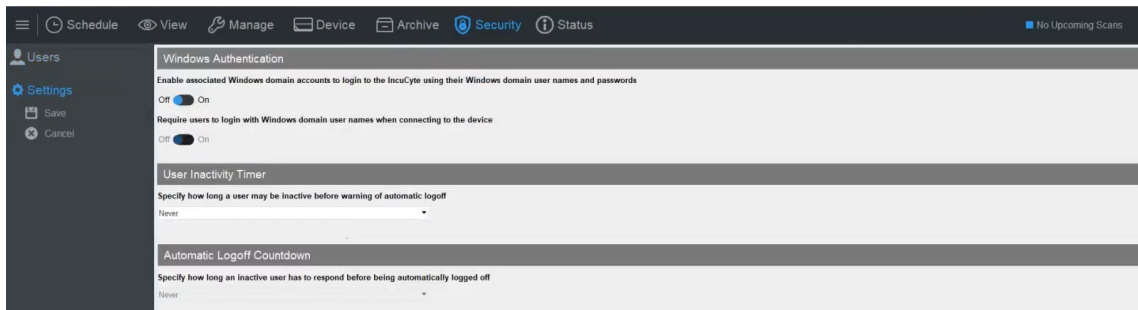 Schedule View Manage Device Archive Security Status No Upcoming Scans
Users
Settings
Save
Cancel
Windows Authentication
Enable associated Windows domain accounts to login to the IncuCyte using their Windows domain user names and passwords
Off On
Require users to login with Windows domain user names when connecting to the device
Off On
User Inactivity Timer
Specify how long a user may be inactive before warning of automatic logoff
Never
Automatic Logoff Countdown
Specify how long an inactive user has to respond before being automatically logged off
Never